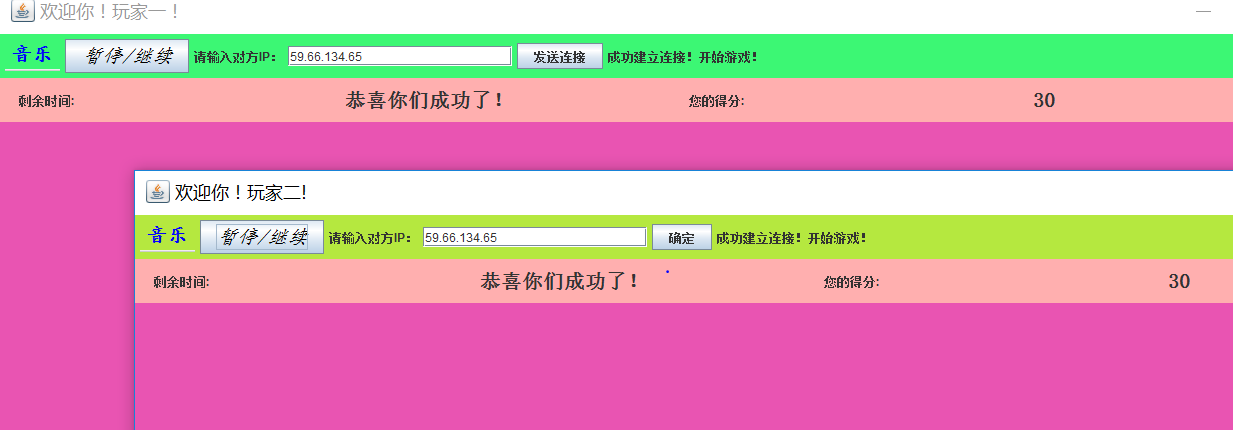 欢迎你！玩家一！
音乐 暂停/继续 请输入对方IP： 59.66.134.65 发送连接 成功建立连接！开始游戏！
剩余时间: 恭喜你们成功了！ 您的得分: 30
欢迎你！玩家二!
音乐 暂停/继续 请输入对方IP： 59.66.134.65 确定 成功建立连接！开始游戏！
剩余时间: 恭喜你们成功了！ 您的得分: 30